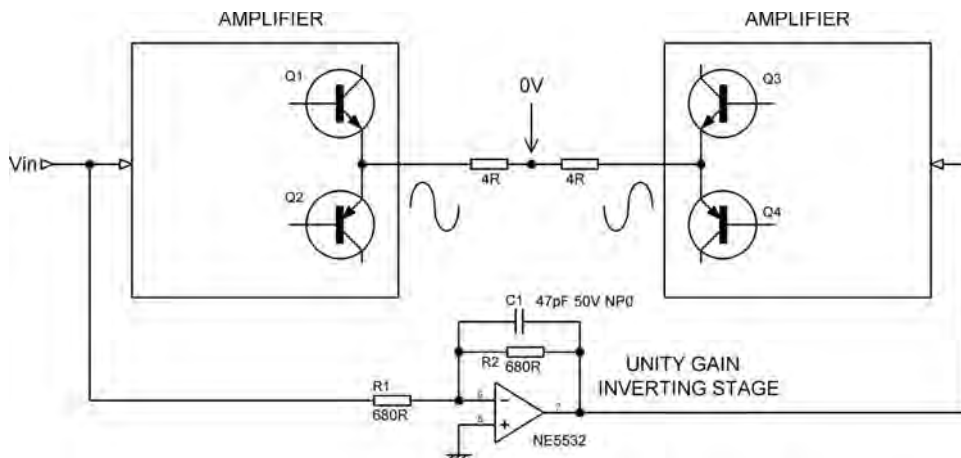 AMPLIFIER
AMPLIFIER
Q1
Q3
0V
Vin
4R
4R
Q2
Q4
C1 47pF 50V NP0
R2
680R
UNITY GAIN
INVERTING STAGE
R1
680R
6
−
5
+
7
NE5532